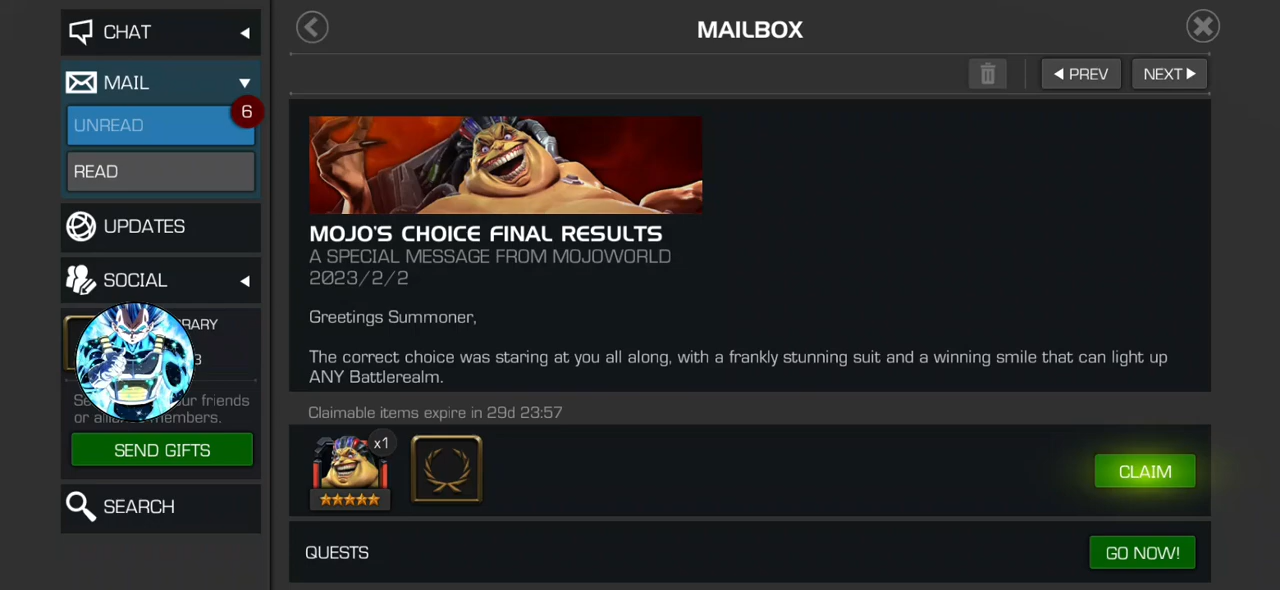 CHAT
MAIL
6
UNREAD
READ
UPDATES
SOCIAL
RARY
3
Se
ur friends
or
members.
SEND GIFTS
SEARCH
MAILBOX
PREV
NEXT
MOJO'S CHOICE FINAL RESULTS
A SPECIAL MESSAGE FROM MOJOWORLD
2023/2/2
Greetings Summoner,
The correct choice was staring at you all along, with a frankly stunning suit and a winning smile that can light up
ANY Battlerealm.
Claimable items expire in 29d 23:57
x1
CLAIM
QUESTS
GO NOW!